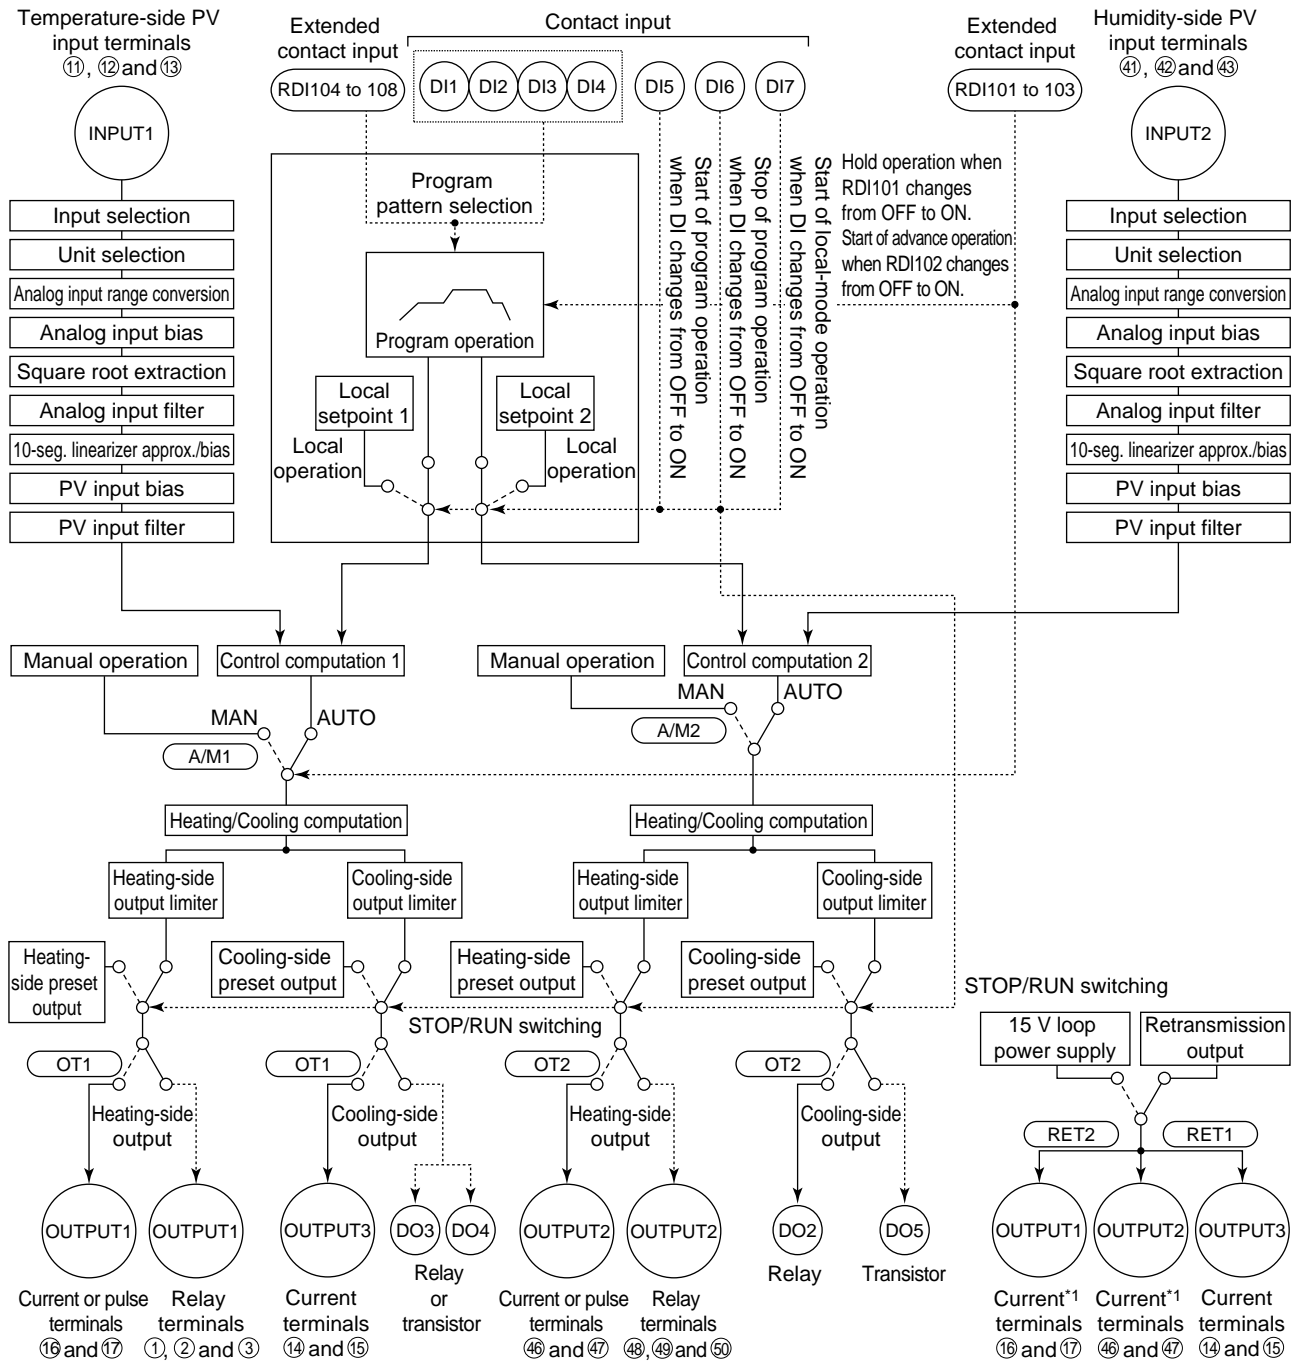 Temperature-side PV
input terminals
⑪, ⑫ and ⑬
INPUT1
Extended
contact input
RDI104 to 108
Contact input
DI1
DI2
DI3
DI4
DI5
DI6
DI7
Extended
contact input
RDI101 to 103
Humidity-side PV
input terminals
㊶, ㊷ and ㊸
INPUT2
Input selection
Unit selection
Analog input range conversion
Analog input bias
Square root extraction
Analog input filter
10-seg. linearizer approx./bias
PV input bias
PV input filter
Program
pattern selection
Program operation
Local
setpoint 1
Local
setpoint 2
Local
operation
Local
operation
Start of program operation
when DI changes from OFF to ON
Stop of program operation
when DI changes from OFF to ON
Start of local-mode operation
when DI changes from OFF to ON
Hold operation when
RDI101 changes
from OFF to ON.
Start of advance operation
when RDI102 changes
from OFF to ON.
Input selection
Unit selection
Analog input range conversion
Analog input bias
Square root extraction
Analog input filter
10-seg. linearizer approx./bias
PV input bias
PV input filter
Manual operation
Control computation 1
Manual operation
Control computation 2
MAN
AUTO
A/M1
MAN
AUTO
A/M2
Heating/Cooling computation
Heating/Cooling computation
Heating-side
output limiter
Cooling-side
output limiter
Heating-side
output limiter
Cooling-side
output limiter
Heating-
side preset
output
Cooling-side
preset output
Heating-side
preset output
Cooling-side
preset output
STOP/RUN switching
STOP/RUN switching
15 V loop
power supply
Retransmission
output
OT1
OT1
OT2
OT2
Heating-side
output
Cooling-side
output
Heating-side
output
Cooling-side
output
RET2
RET1
OUTPUT1
OUTPUT1
OUTPUT3
DO3
DO4
OUTPUT2
OUTPUT2
DO2
DO5
OUTPUT1
OUTPUT2
OUTPUT3
Current or pulse
terminals
⑯ and ⑰
Relay
terminals
①, ② and ③
Current
terminals
⑭ and ⑮
Relay
or
transistor
Current or pulse
terminals
㊻ and ㊼
Relay
terminals
㊽, ㊾ and ㊿
Relay
Transistor
Current*1
terminals
⑯ and ⑰
Current*1
terminals
㊻ and ㊼
Current
terminals
⑭ and ⑮